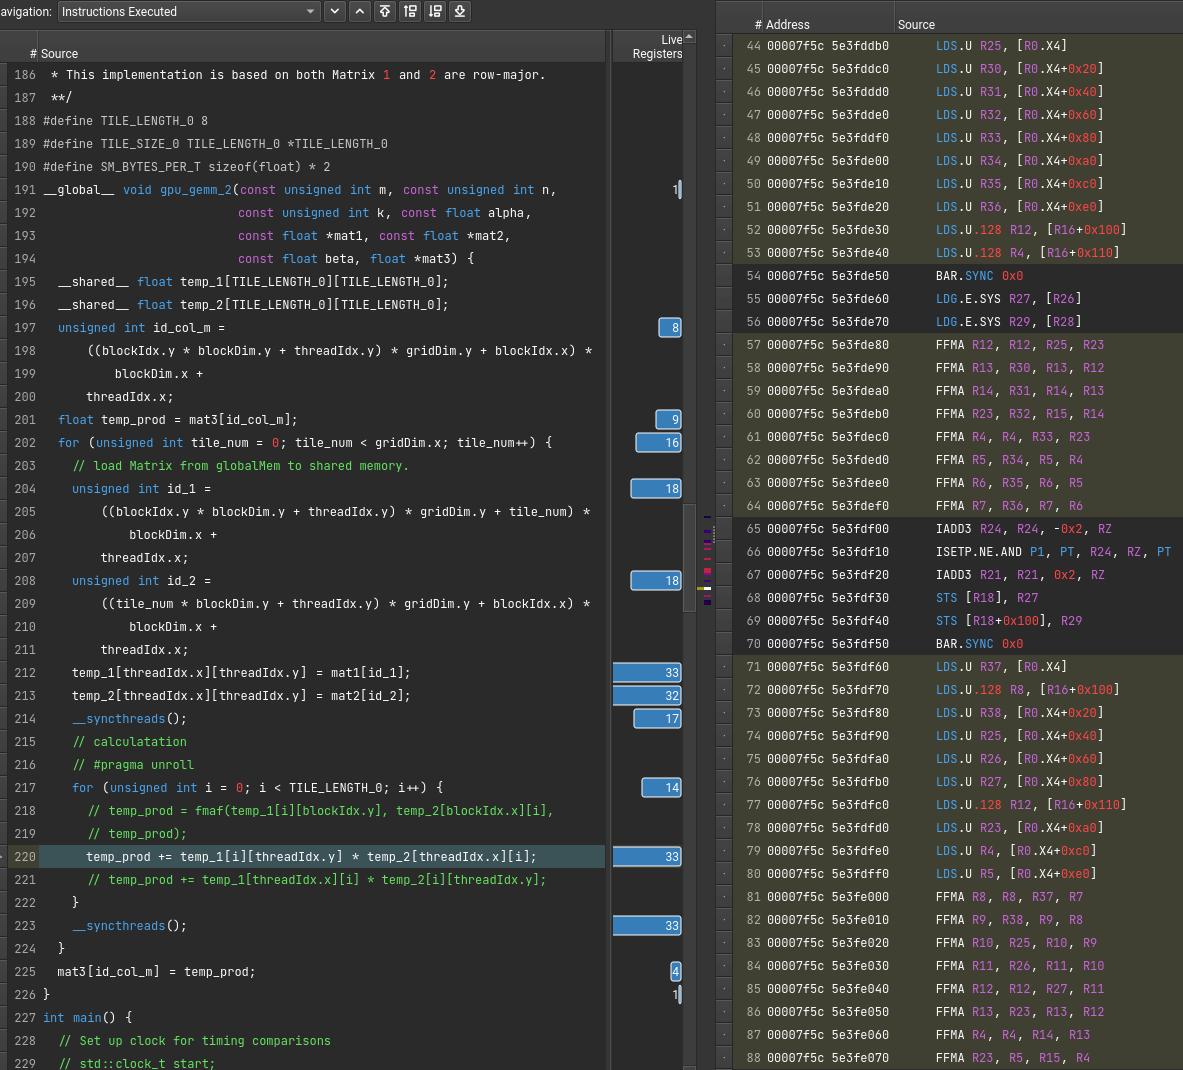 avigation: Instructions Executed
# Source
Live
Registers
186 * This implementation is based on both Matrix 1 and 2 are row-major.
187 **/
188 #define TILE_LENGTH_0 8
189 #define TILE_SIZE_0 TILE_LENGTH_0 *TILE_LENGTH_0
190 #define SM_BYTES_PER_T sizeof(float) * 2
191 __global__ void gpu_gemm_2(const unsigned int m, const unsigned int n, 1
192 const unsigned int k, const float alpha,
193 const float *mat1, const float *mat2,
194 const float beta, float *mat3) {
195 __shared__ float temp_1[TILE_LENGTH_0][TILE_LENGTH_0];
196 __shared__ float temp_2[TILE_LENGTH_0][TILE_LENGTH_0];
197 unsigned int id_col_m = 8
198 ((blockIdx.y * blockDim.y + threadIdx.y) * gridDim.y + blockIdx.x) *
199 blockDim.x +
200 threadIdx.x;
201 float temp_prod = mat3[id_col_m]; 9
202 for (unsigned int tile_num = 0; tile_num < gridDim.x; tile_num++) { 16
203 // load Matrix from globalMem to shared memory.
204 unsigned int id_1 = 18
205 ((blockIdx.y * blockDim.y + threadIdx.y) * gridDim.y + tile_num) *
206 blockDim.x +
207 threadIdx.x;
208 unsigned int id_2 = 18
209 ((tile_num * blockDim.y + threadIdx.y) * gridDim.y + blockIdx.x) *
210 blockDim.x +
211 threadIdx.x;
212 temp_1[threadIdx.x][threadIdx.y] = mat1[id_1]; 33
213 temp_2[threadIdx.x][threadIdx.y] = mat2[id_2]; 32
214 __syncthreads(); 17
215 // calculatation
216 // #pragma unroll
217 for (unsigned int i = 0; i < TILE_LENGTH_0; i++) { 14
218 // temp_prod = fmaf(temp_1[i][blockIdx.y], temp_2[blockIdx.x][i],
219 // temp_prod);
220 temp_prod += temp_1[i][threadIdx.y] * temp_2[threadIdx.x][i]; 33
221 // temp_prod += temp_1[threadIdx.x][i] * temp_2[i][threadIdx.y];
222 }
223 __syncthreads(); 33
224 }
225 mat3[id_col_m] = temp_prod; 4
226 } 1
227 int main() {
228 // Set up clock for timing comparisons
229 // std::clock_t start;
# Address Source
44 00007f5c 5e3fddb0 LDS.U R25, [R0.X4]
45 00007f5c 5e3fddc0 LDS.U R30, [R0.X4+0x20]
46 00007f5c 5e3fddd0 LDS.U R31, [R0.X4+0x40]
47 00007f5c 5e3fdde0 LDS.U R32, [R0.X4+0x60]
48 00007f5c 5e3fddf0 LDS.U R33, [R0.X4+0x80]
49 00007f5c 5e3fde00 LDS.U R34, [R0.X4+0xa0]
50 00007f5c 5e3fde10 LDS.U R35, [R0.X4+0xc0]
51 00007f5c 5e3fde20 LDS.U R36, [R0.X4+0xe0]
52 00007f5c 5e3fde30 LDS.U.128 R12, [R16+0x100]
53 00007f5c 5e3fde40 LDS.U.128 R4, [R16+0x110]
54 00007f5c 5e3fde50 BAR.SYNC 0x0
55 00007f5c 5e3fde60 LDG.E.SYS R27, [R26]
56 00007f5c 5e3fde70 LDG.E.SYS R29, [R28]
57 00007f5c 5e3fde80 FFMA R12, R12, R25, R23
58 00007f5c 5e3fde90 FFMA R13, R30, R13, R12
59 00007f5c 5e3fdea0 FFMA R14, R31, R14, R13
60 00007f5c 5e3fdeb0 FFMA R23, R32, R15, R14
61 00007f5c 5e3fdec0 FFMA R4, R4, R33, R23
62 00007f5c 5e3fded0 FFMA R5, R34, R5, R4
63 00007f5c 5e3fdee0 FFMA R6, R35, R6, R5
64 00007f5c 5e3fdef0 FFMA R7, R36, R7, R6
65 00007f5c 5e3fdf00 IADD3 R24, R24, -0x2, RZ
66 00007f5c 5e3fdf10 ISETP.NE.AND P1, PT, R24, RZ, PT
67 00007f5c 5e3fdf20 IADD3 R21, R21, 0x2, RZ
68 00007f5c 5e3fdf30 STS [R18], R27
69 00007f5c 5e3fdf40 STS [R18+0x100], R29
70 00007f5c 5e3fdf50 BAR.SYNC 0x0
71 00007f5c 5e3fdf60 LDS.U R37, [R0.X4]
72 00007f5c 5e3fdf70 LDS.U.128 R8, [R16+0x100]
73 00007f5c 5e3fdf80 LDS.U R38, [R0.X4+0x20]
74 00007f5c 5e3fdf90 LDS.U R25, [R0.X4+0x40]
75 00007f5c 5e3fdfa0 LDS.U R26, [R0.X4+0x60]
76 00007f5c 5e3fdfb0 LDS.U R27, [R0.X4+0x80]
77 00007f5c 5e3fdfc0 LDS.U.128 R12, [R16+0x110]
78 00007f5c 5e3fdfd0 LDS.U R23, [R0.X4+0xa0]
79 00007f5c 5e3fdfe0 LDS.U R4, [R0.X4+0xc0]
80 00007f5c 5e3fdff0 LDS.U R5, [R0.X4+0xe0]
81 00007f5c 5e3fe000 FFMA R8, R8, R37, R7
82 00007f5c 5e3fe010 FFMA R9, R38, R9, R8
83 00007f5c 5e3fe020 FFMA R10, R25, R10, R9
84 00007f5c 5e3fe030 FFMA R11, R26, R11, R10
85 00007f5c 5e3fe040 FFMA R12, R12, R27, R11
86 00007f5c 5e3fe050 FFMA R13, R23, R13, R12
87 00007f5c 5e3fe060 FFMA R4, R4, R14, R13
88 00007f5c 5e3fe070 FFMA R23, R5, R15, R4